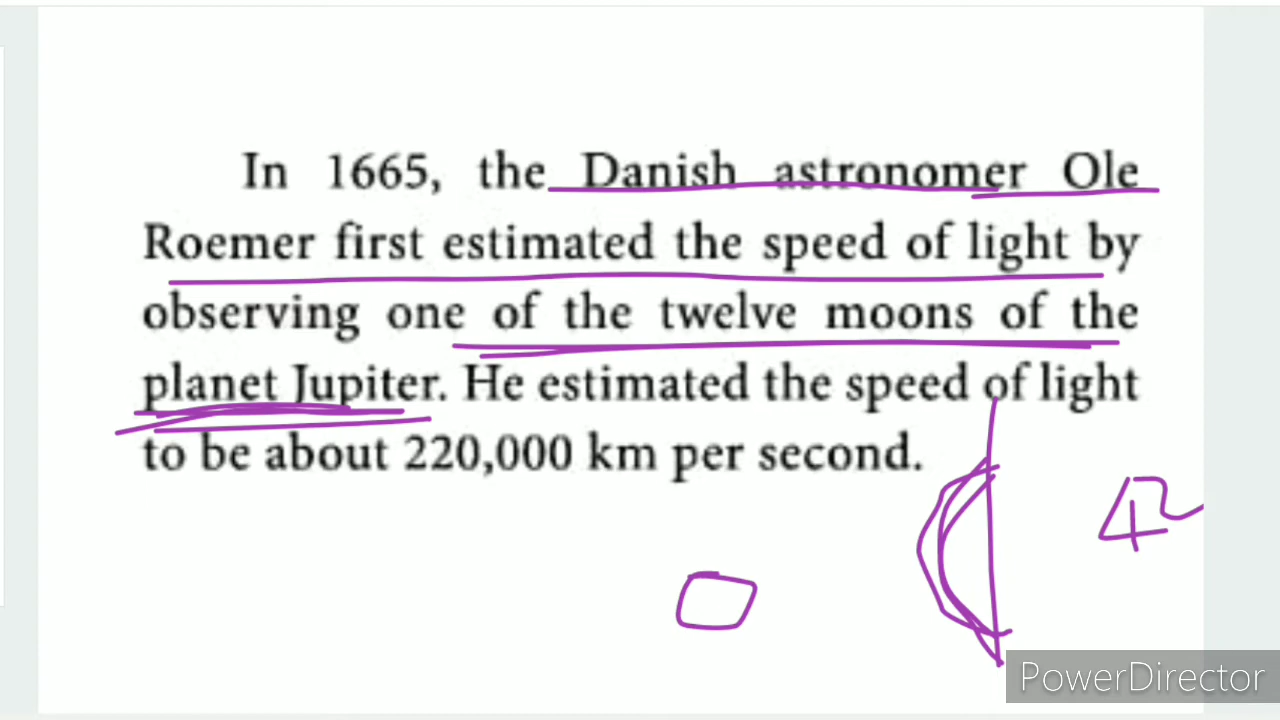 In 1665, the Danish astronomer Ole
Roemer first estimated the speed of light by
observing one of the twelve moons of the
planet Jupiter. He estimated the speed of light
to be about 220,000 km per second.
42
PowerDirector